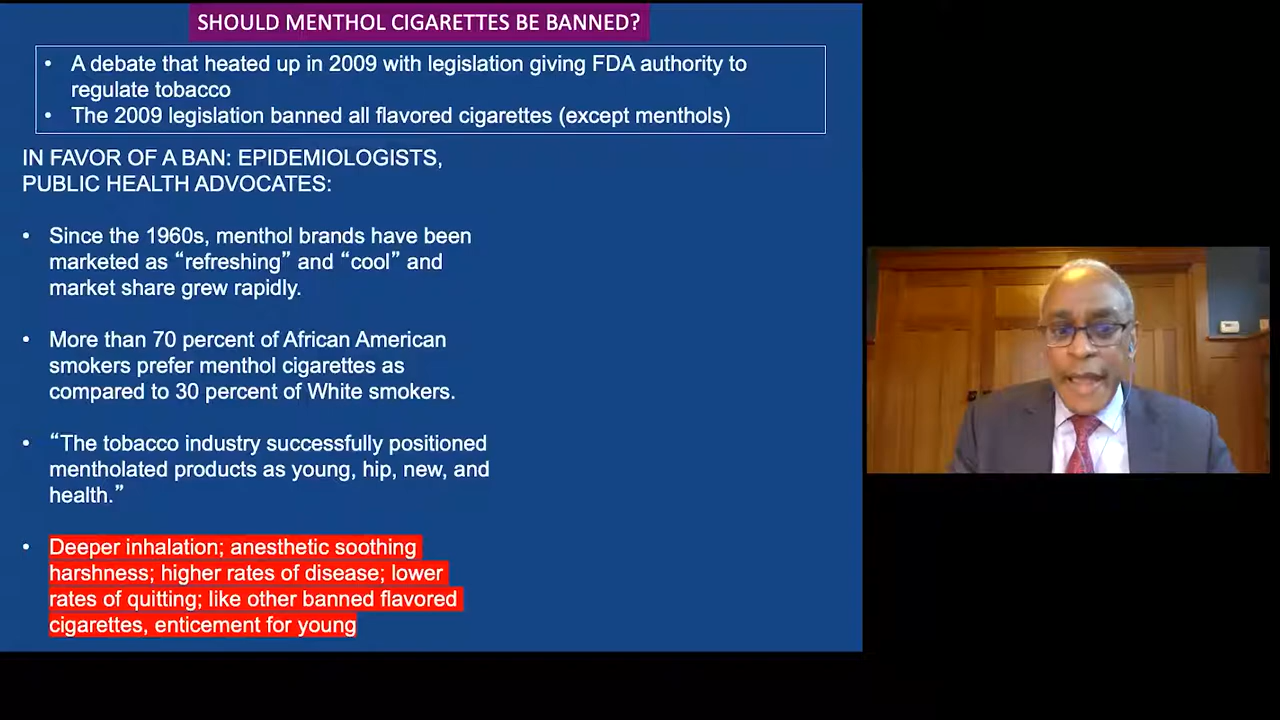 SHOULD MENTHOL CIGARETTES BE BANNED?
• A debate that heated up in 2009 with legislation giving FDA authority to
regulate tobacco
• The 2009 legislation banned all flavored cigarettes (except menthols)
IN FAVOR OF A BAN: EPIDEMIOLOGISTS,
PUBLIC HEALTH ADVOCATES:
• Since the 1960s, menthol brands have been
marketed as “refreshing” and “cool” and
market share grew rapidly.
• More than 70 percent of African American
smokers prefer menthol cigarettes as
compared to 30 percent of White smokers.
• “The tobacco industry successfully positioned
mentholated products as young, hip, new, and
health.”
• Deeper inhalation; anesthetic soothing
harshness; higher rates of disease; lower
rates of quitting; like other banned flavored
cigarettes, enticement for young